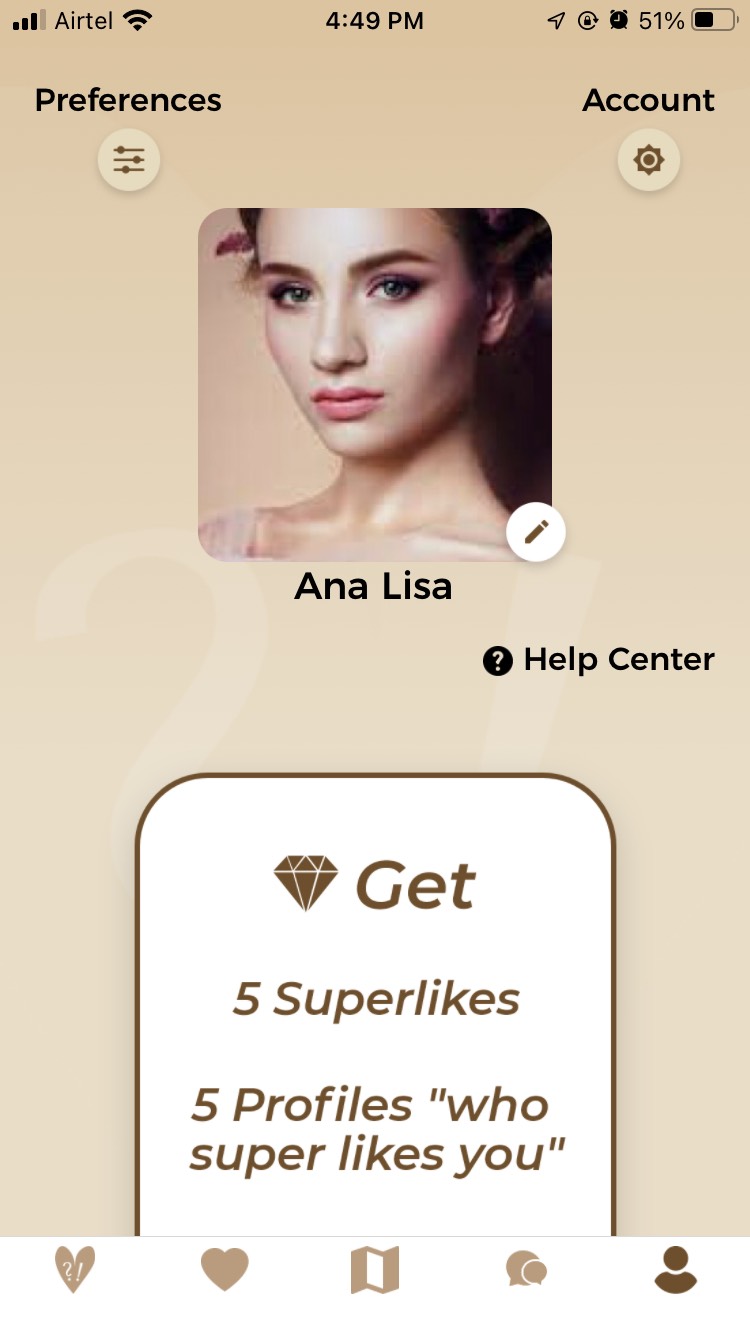 Airtel 4:49 PM 51%
Preferences Account
Ana Lisa
Help Center
Get
5 Superlikes
5 Profiles "who
super likes you"
?!